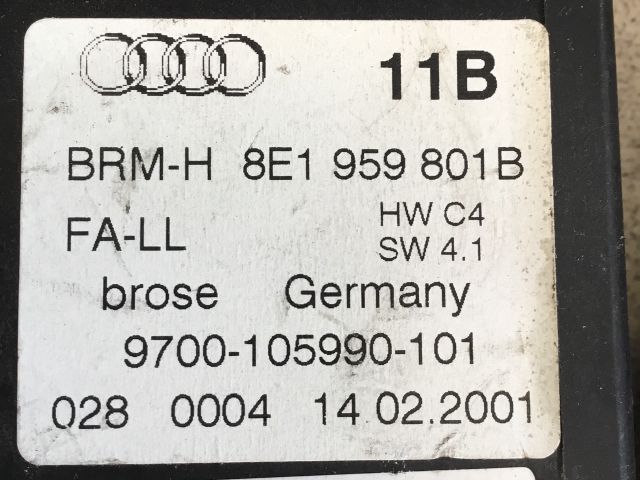 11B
BRM-H 8E1 959 801B
FA-LL HW C4
SW 4.1
brose Germany
9700-105990-101
028 0004 14 02.2001